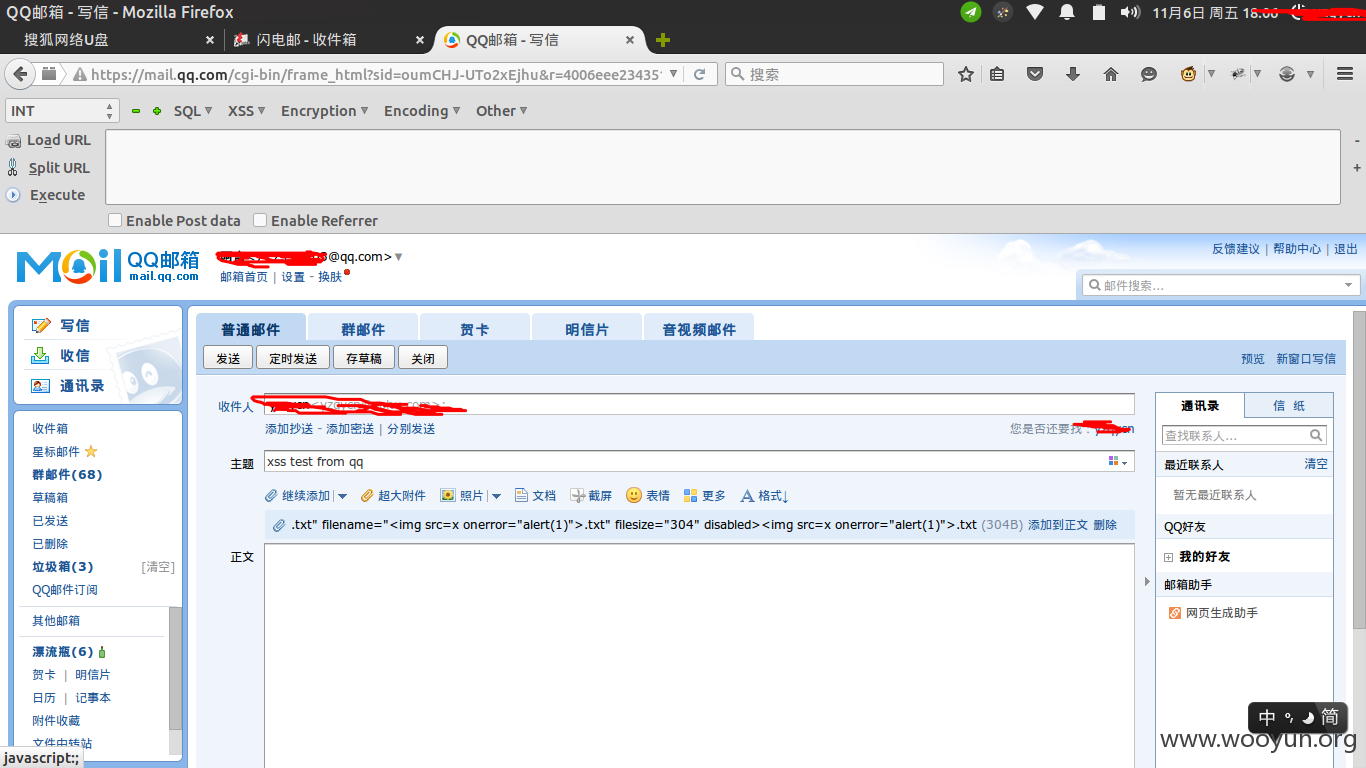 QQ邮箱 - 写信 - Mozilla Firefox
11月6日 周五 18:00
搜狐网络U盘 ×
闪电邮 - 收件箱 ×
QQ邮箱 - 写信 ×
https://mail.qq.com/cgi-bin/frame_html?sid=oumCHJ-UTo2xEjhu&r=4006eee23435
搜索
INT
SQL XSS Encryption Encoding Other
Load URL
Split URL
Execute
Enable Post data Enable Referrer
Mail QQ邮箱
mail.qq.com
@qq.com>
邮箱首页 | 设置 - 换肤
反馈建议 | 帮助中心 | 退出
邮件搜索...
写信
收信
通讯录
收件箱
星标邮件
群邮件(68)
草稿箱
已发送
已删除
垃圾箱(3) [清空]
QQ邮件订阅
其他邮箱
漂流瓶(6)
贺卡 | 明信片
日历 | 记事本
附件收藏
文件中转站
普通邮件 群邮件 贺卡 明信片 音视频邮件
发送 定时发送 存草稿 关闭
预览 新窗口写信
收件人
添加抄送 - 添加密送 | 分别发送
您是否还要找：
主题 xss test from qq
继续添加 | 超大附件 照片 | 文档 截屏 表情 更多 格式↓
.txt" filename="<img src=x onerror="alert(1)">.txt" filesize="304" disabled><img src=x onerror="alert(1)">.txt (304B) 添加到正文 删除
正文
通讯录 信 纸
查找联系人...
最近联系人 清空
暂无最近联系人
QQ好友
我的好友
邮箱助手
网页生成助手
中 简
www.wooyun.org
javascript:;